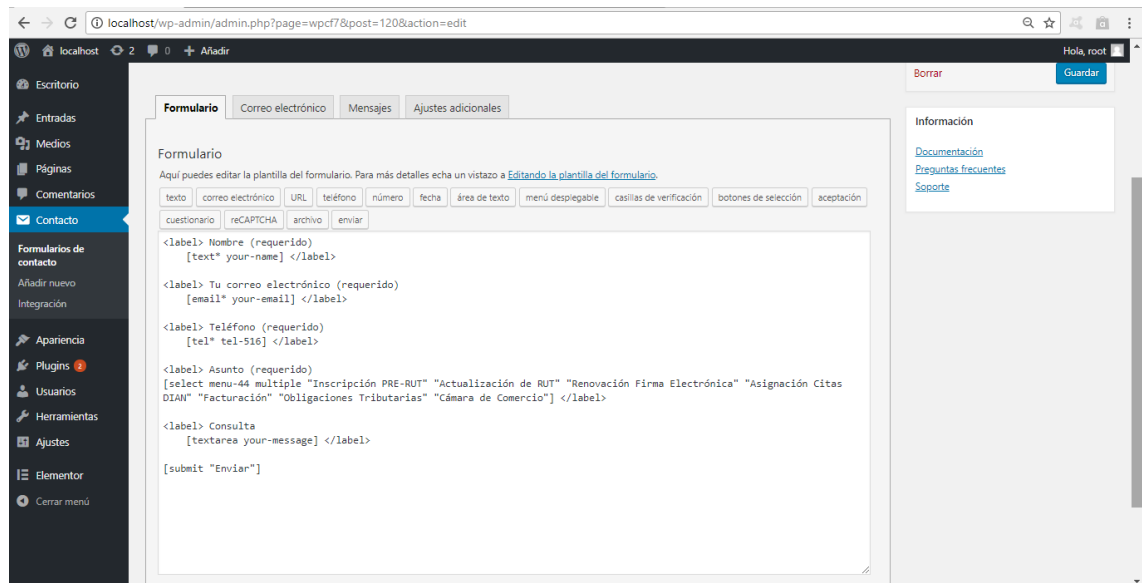 localhost/wp-admin/admin.php?page=wpcf7&post=120&action=edit
localhost 2 0 Añadir
Hola, root
Escritorio
Entradas
Medios
Páginas
Comentarios
Contacto
Formularios de
contacto
Añadir nuevo
Integración
Apariencia
Plugins 2
Usuarios
Herramientas
Ajustes
Elementor
Cerrar menú
Formulario Correo electrónico Mensajes Ajustes adicionales
Formulario
Aquí puedes editar la plantilla del formulario. Para más detalles echa un vistazo a Editando la plantilla del formulario.
texto correo electrónico URL teléfono número fecha área de texto menú desplegable casillas de verificación botones de selección aceptación
cuestionario reCAPTCHA archivo enviar
<label> Nombre (requerido)
[text* your-name] </label>
<label> Tu correo electrónico (requerido)
[email* your-email] </label>
<label> Teléfono (requerido)
[tel* tel-516] </label>
<label> Asunto (requerido)
[select menu-44 multiple "Inscripción PRE-RUT" "Actualización de RUT" "Renovación Firma Electrónica" "Asignación Citas
DIAN" "Facturación" "Obligaciones Tributarias" "Cámara de Comercio"] </label>
<label> Consulta
[textarea your-message] </label>
[submit "Enviar"]
Borrar Guardar
Información
Documentación
Preguntas frecuentes
Soporte